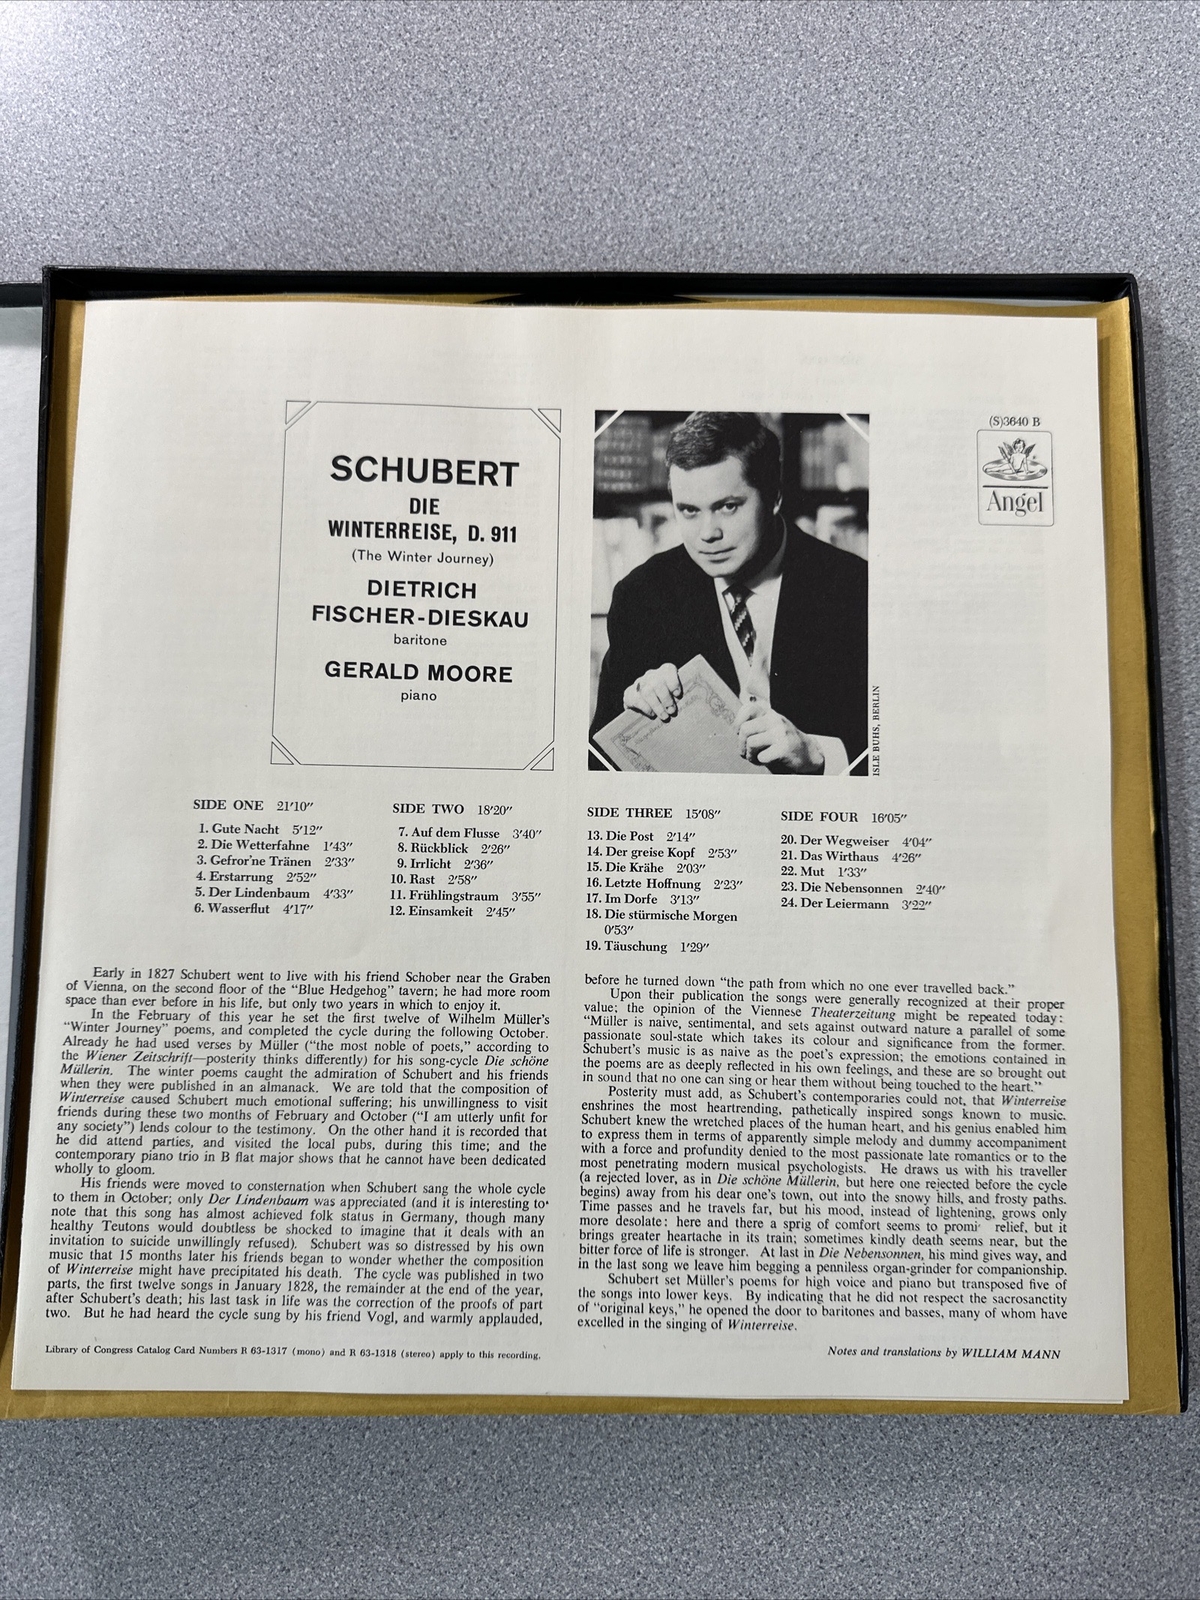 SCHUBERT
DIE
WINTERREISE, D. 911
(The Winter Journey)
DIETRICH
FISCHER-DIESKAU
baritone
GERALD MOORE
piano
ISLE BUHS, BERLIN
(S)3640 B
Angel
SIDE ONE 21′10″
1. Gute Nacht 5′12″
2. Die Wetterfahne 1′43″
3. Gefror'ne Tränen 2′33″
4. Erstarrung 2′52″
5. Der Lindenbaum 4′33″
6. Wasserflut 4′17″
SIDE TWO 18′20″
7. Auf dem Flusse 3′40″
8. Rückblick 2′26″
9. Irrlicht 2′36″
10. Rast 2′58″
11. Frühlingstraum 3′55″
12. Einsamkeit 2′45″
SIDE THREE 15′08″
13. Die Post 2′14″
14. Der greise Kopf 2′53″
15. Die Krähe 2′03″
16. Letzte Hoffnung 2′23″
17. Im Dorfe 3′13″
18. Die stürmische Morgen
0′53″
19. Täuschung 1′29″
SIDE FOUR 16′05″
20. Der Wegweiser 4′04″
21. Das Wirthaus 4′26″
22. Mut 1′33″
23. Die Nebensonnen 2′40″
24. Der Leiermann 3′22″
Early in 1827 Schubert went to live with his friend Schober near the Graben
of Vienna, on the second floor of the "Blue Hedgehog" tavern; he had more room
space than ever before in his life, but only two years in which to enjoy it.
In the February of this year he set the first twelve of Wilhelm Müller's
"Winter Journey" poems, and completed the cycle during the following October.
Already he had used verses by Müller ("the most noble of poets," according to
the Wiener Zeitschrift—posterity thinks differently) for his song-cycle Die schöne
Müllerin. The winter poems caught the admiration of Schubert and his friends
when they were published in an almanack. We are told that the composition of
Winterreise caused Schubert much emotional suffering; his unwillingness to visit
friends during these two months of February and October ("I am utterly unfit for
any society") lends colour to the testimony. On the other hand it is recorded that
he did attend parties, and visited the local pubs, during this time; and the
contemporary piano trio in B flat major shows that he cannot have been dedicated
wholly to gloom.
His friends were moved to consternation when Schubert sang the whole cycle
to them in October; only Der Lindenbaum was appreciated (and it is interesting to
note that this song has almost achieved folk status in Germany, though many
healthy Teutons would doubtless be shocked to imagine that it deals with an
invitation to suicide unwillingly refused). Schubert was so distressed by his own
music that 15 months later his friends began to wonder whether the composition
of Winterreise might have precipitated his death. The cycle was published in two
parts, the first twelve songs in January 1828, the remainder at the end of the year,
after Schubert's death; his last task in life was the correction of the proofs of part
two. But he had heard the cycle sung by his friend Vogl, and warmly applauded,
before he turned down "the path from which no one ever travelled back."
Upon their publication the songs were generally recognized at their proper
value; the opinion of the Viennese Theaterzeitung might be repeated today:
"Müller is naive, sentimental, and sets against outward nature a parallel of some
passionate soul-state which takes its colour and significance from the former.
Schubert's music is as naive as the poet's expression; the emotions contained in
the poems are as deeply reflected in his own feelings, and these are so brought out
in sound that no one can sing or hear them without being touched to the heart."
Posterity must add, as Schubert's contemporaries could not, that Winterreise
enshrines the most heartrending, pathetically inspired songs known to music.
Schubert knew the wretched places of the human heart, and his genius enabled him
to express them in terms of apparently simple melody and dummy accompaniment
with a force and profundity denied to the most passionate late romantics or to the
most penetrating modern musical psychologists. He draws us with his traveller
(a rejected lover, as in Die schöne Müllerin, but here one rejected before the cycle
begins) away from his dear one's town, out into the snowy hills, and frosty paths.
Time passes and he travels far, but his mood, instead of lightening, grows only
more desolate: here and there a sprig of comfort seems to promi relief, but it
brings greater heartache in its train; sometimes kindly death seems near, but the
bitter force of life is stronger. At last in Die Nebensonnen, his mind gives way, and
in the last song we leave him begging a penniless organ-grinder for companionship.
Schubert set Müller's poems for high voice and piano but transposed five of
the songs into lower keys. By indicating that he did not respect the sacrosanctity
of "original keys," he opened the door to baritones and basses, many of whom have
excelled in the singing of Winterreise.
Library of Congress Catalog Card Numbers R 63-1317 (mono) and R 63-1318 (stereo) apply to this recording.
Notes and translations by WILLIAM MANN